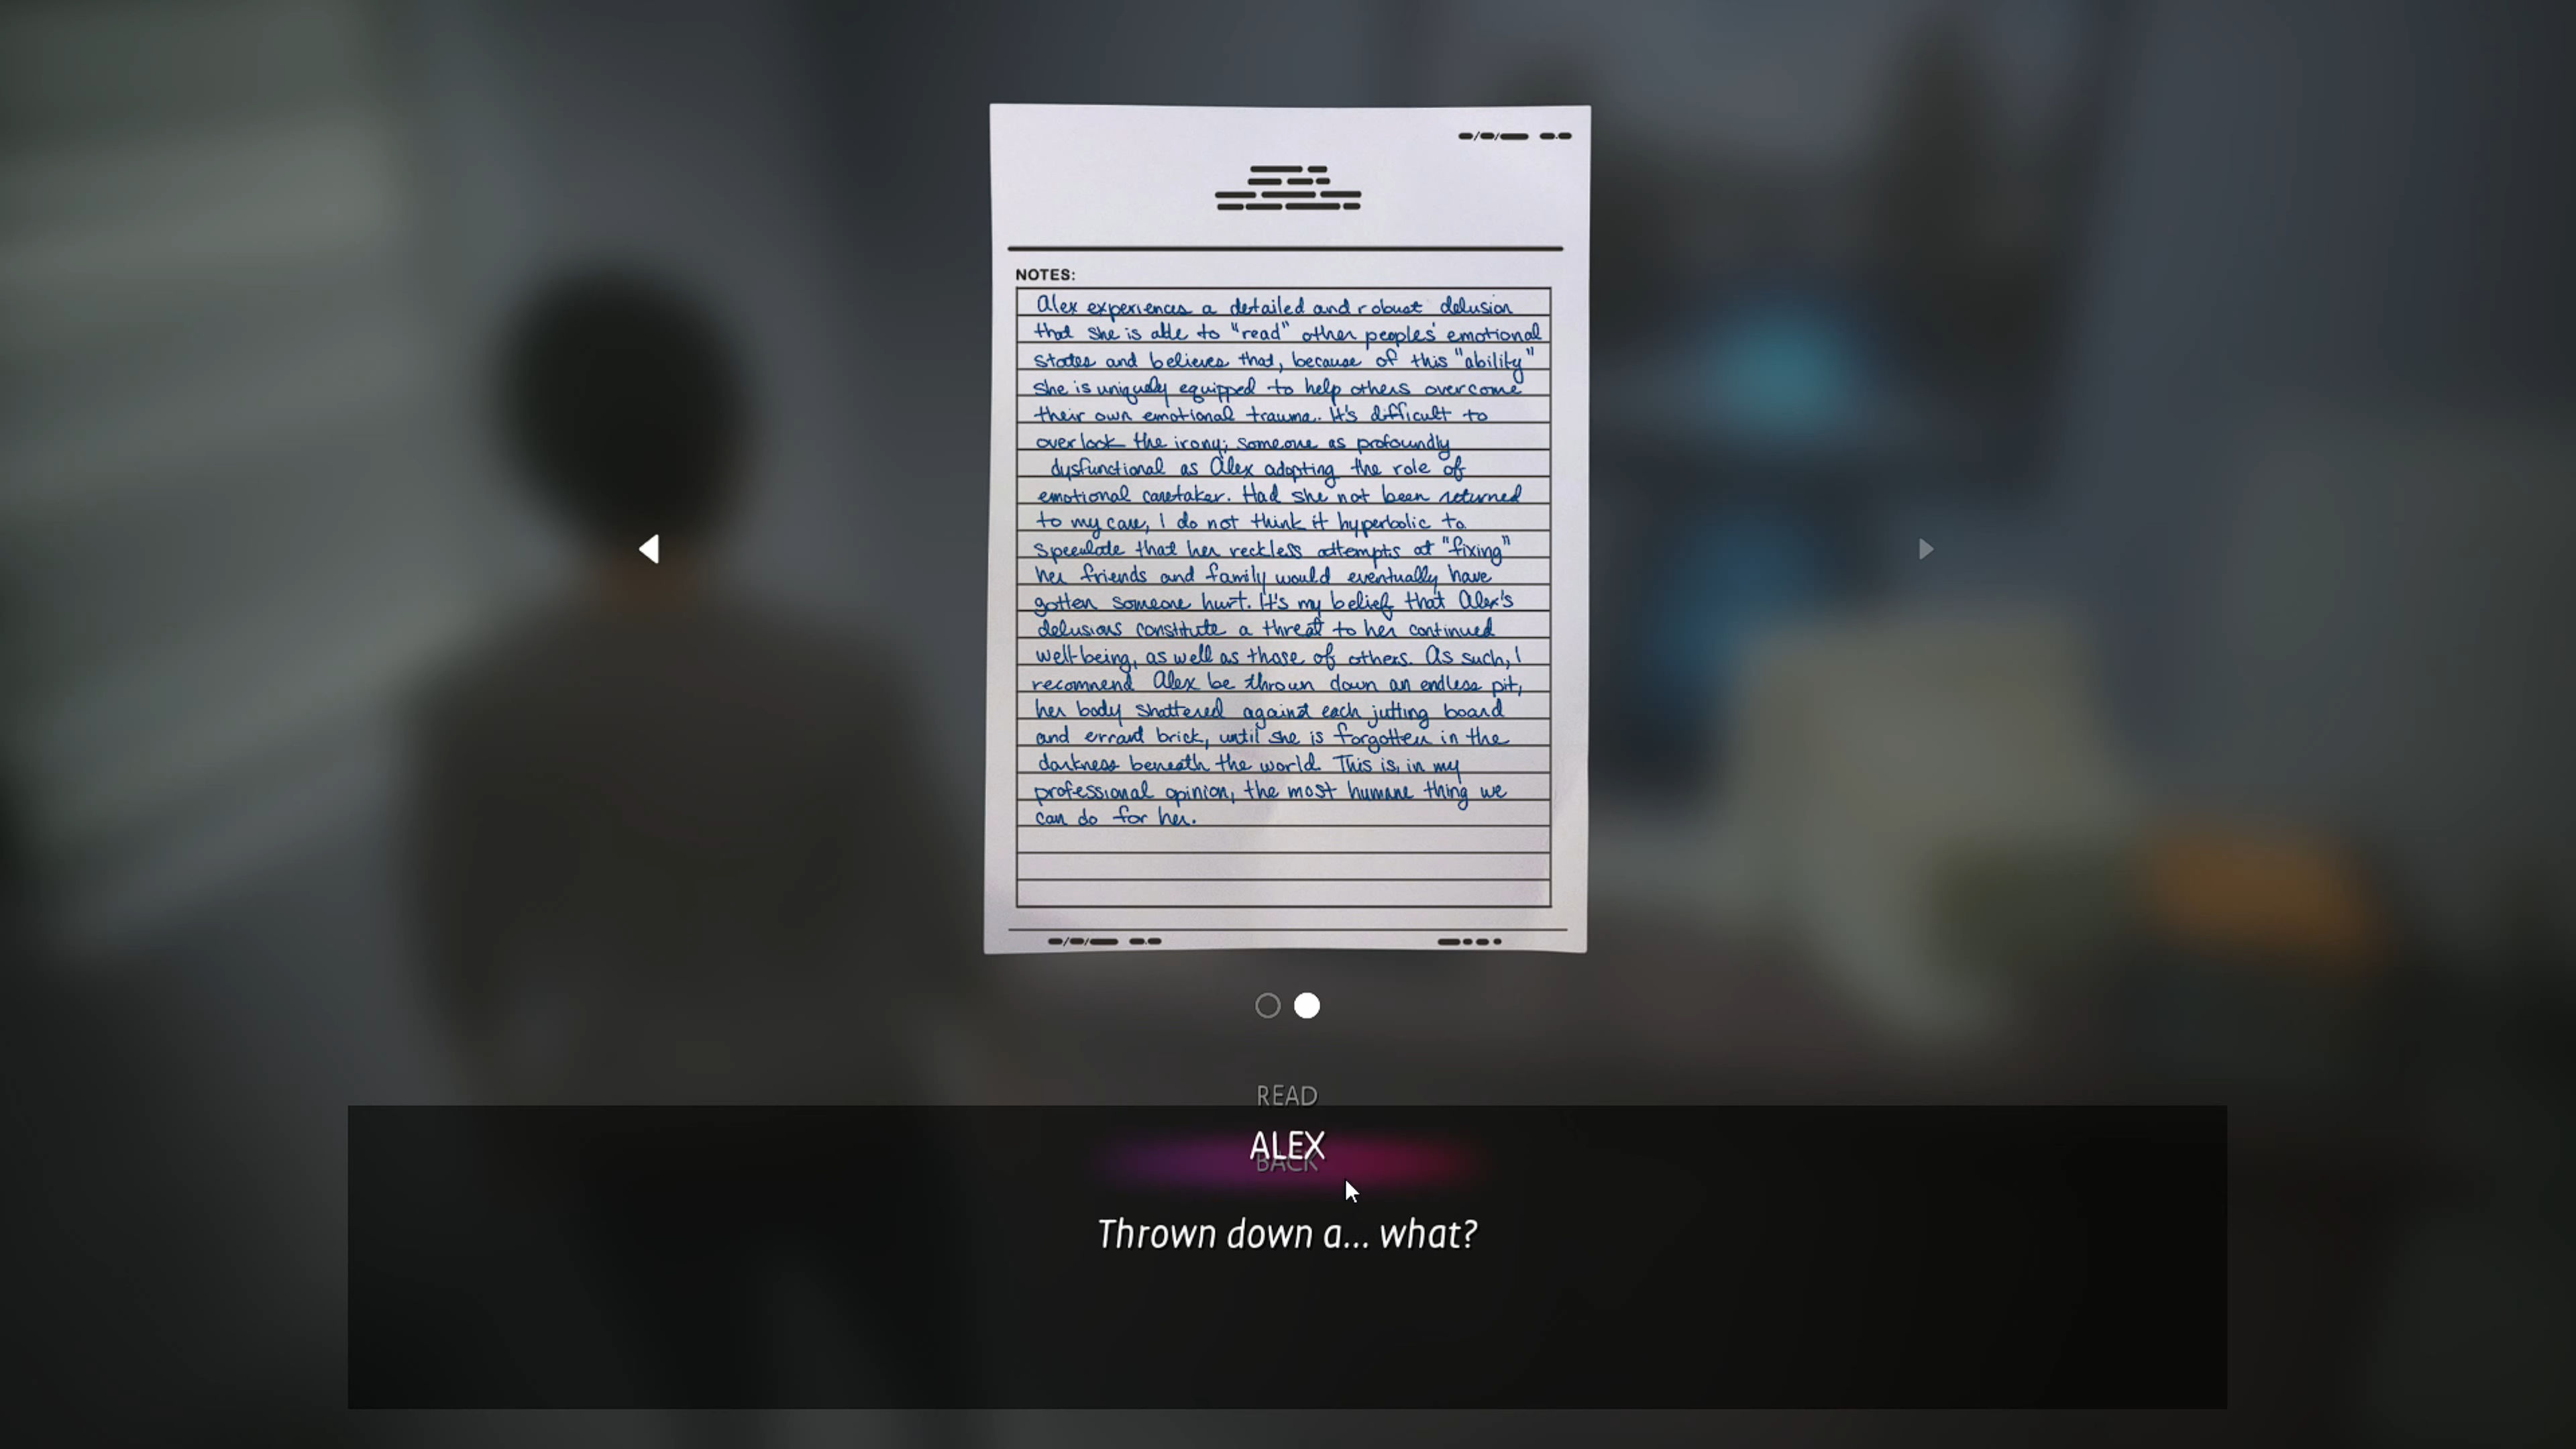 NOTES:
Alex experiences a detailed and robust delusion
that she is able to "read" other peoples' emotional
states and believes that, because of this "ability"
she is uniquely equipped to help others overcome
their own emotional trauma. It's difficult to
overlook the irony; someone as profoundly
dysfunctional as Alex adopting the role of
emotional caretaker. Had she not been returned
to my care, I do not think it hyperbolic to
speculate that her reckless attempts at "fixing"
her friends and family would eventually have
gotten someone hurt. It's my belief that Alex's
delusions constitute a threat to her continued
well-being, as well as those of others. As such, I
recommend Alex be thrown down an endless pit,
her body shattered against each jutting board
and errant brick, until she is forgotten in the
darkness beneath the world. This is, in my
professional opinion, the most humane thing we
can do for her.
READ
ALEX
BACK
Thrown down a... what?